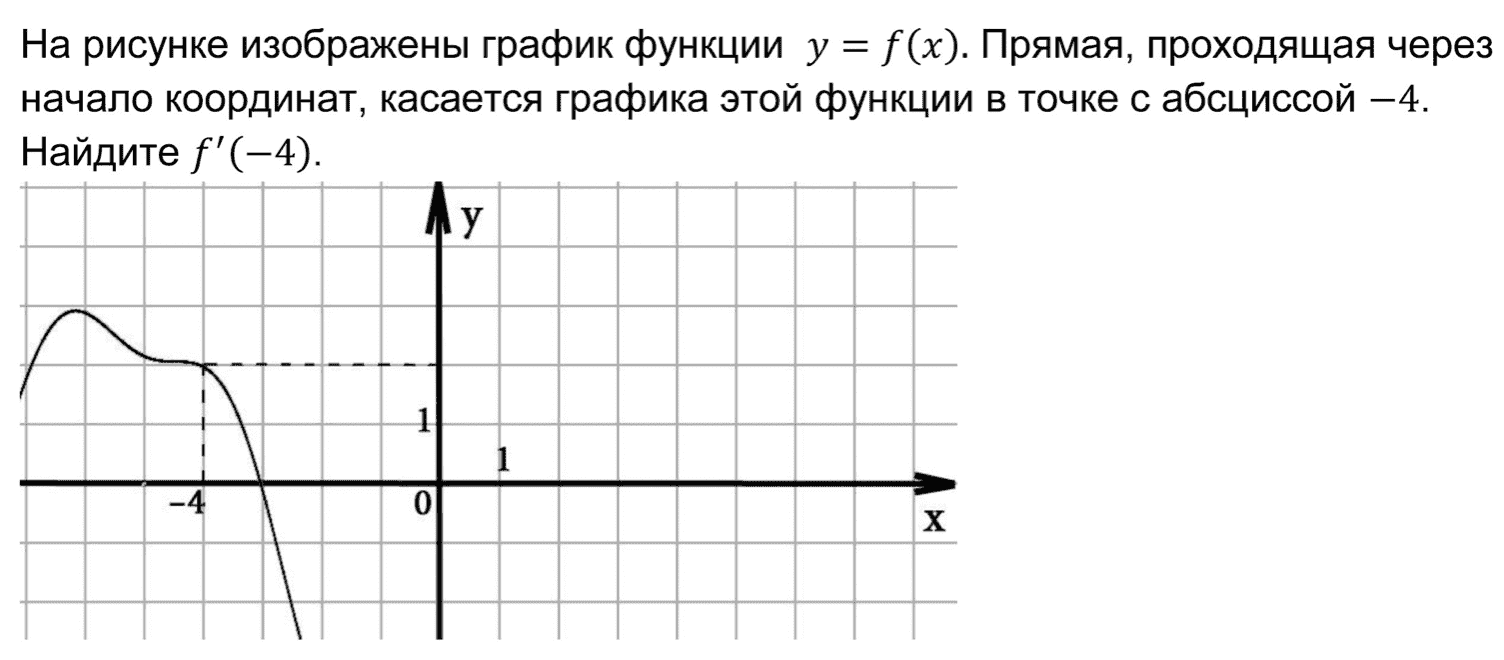 На рисунке изображены график функции y = f(x). Прямая, проходящая через
начало координат, касается графика этой функции в точке с абсциссой −4.
Найдите f′(−4).
y
1
1
−4
0
x